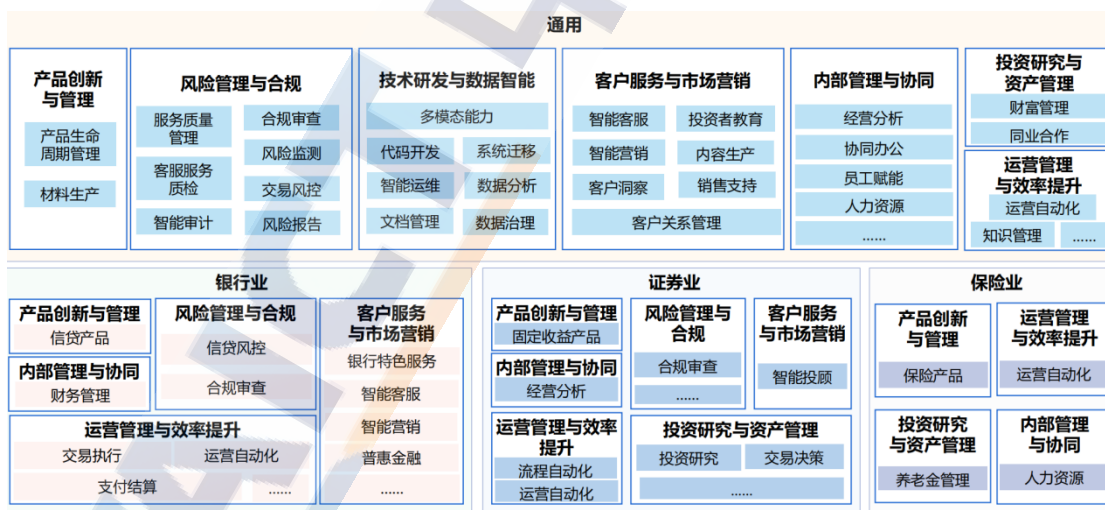 通用
产品创新
与管理
产品生命
周期管理
材料生产
风险管理与合规
服务质量
管理
合规审查
风险监测
客服服务
质检
交易风控
智能审计
风险报告
技术研发与数据智能
多模态能力
代码开发
系统迁移
智能运维
数据分析
文档管理
数据治理
客户服务与市场营销
智能客服
投资者教育
智能营销
内容生产
客户洞察
销售支持
客户关系管理
内部管理与协同
经营分析
协同办公
员工赋能
人力资源
......
投资研究与
资产管理
财富管理
同业合作
运营管理
与效率提升
运营自动化
知识管理
......
银行业
产品创新与管理
信贷产品
内部管理与协同
财务管理
风险管理与合规
信贷风控
合规审查
客户服务
与市场营销
银行特色服务
智能客服
智能营销
普惠金融
......
运营管理与效率提升
交易执行
运营自动化
支付结算
......
证券业
产品创新与管理
固定收益产品
内部管理与协同
经营分析
风险管理与
合规
合规审查
......
客户服务
与市场营销
智能投顾
运营管理与效率
提升
流程自动化
运营自动化
投资研究与资产管理
投资研究
交易决策
......
保险业
产品创新
与管理
保险产品
运营管理
与效率提升
运营自动化
投资研究
与资产管理
养老金管理
内部管理
与协同
人力资源